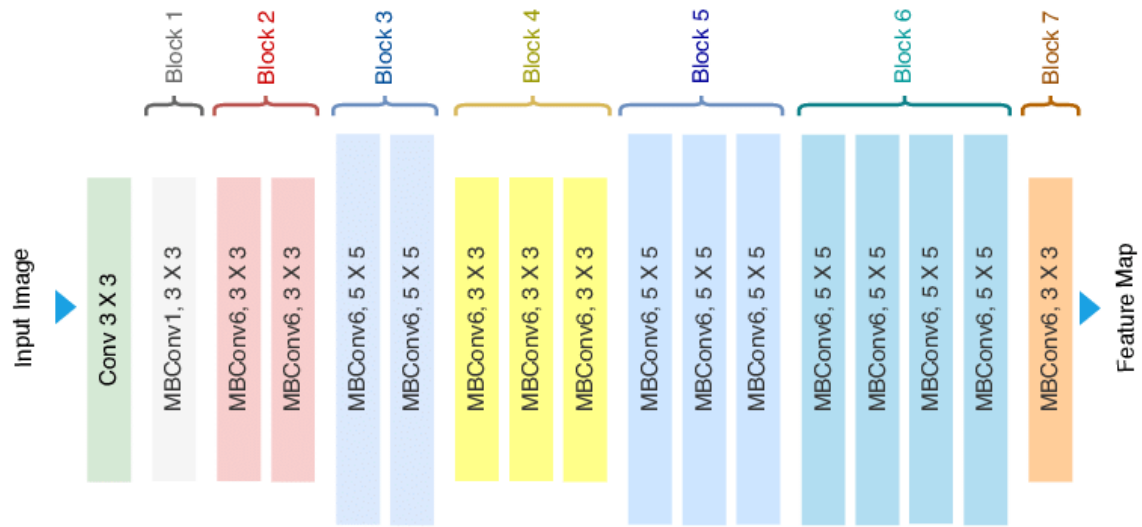 Input Image
Conv 3 X 3
Block 1
MBConv1, 3 X 3
Block 2
MBConv6, 3 X 3
MBConv6, 3 X 3
Block 3
MBConv6, 5 X 5
MBConv6, 5 X 5
Block 4
MBConv6, 3 X 3
MBConv6, 3 X 3
MBConv6, 3 X 3
Block 5
MBConv6, 5 X 5
MBConv6, 5 X 5
MBConv6, 5 X 5
Block 6
MBConv6, 5 X 5
MBConv6, 5 X 5
MBConv6, 5 X 5
MBConv6, 5 X 5
Block 7
MBConv6, 3 X 3
Feature Map